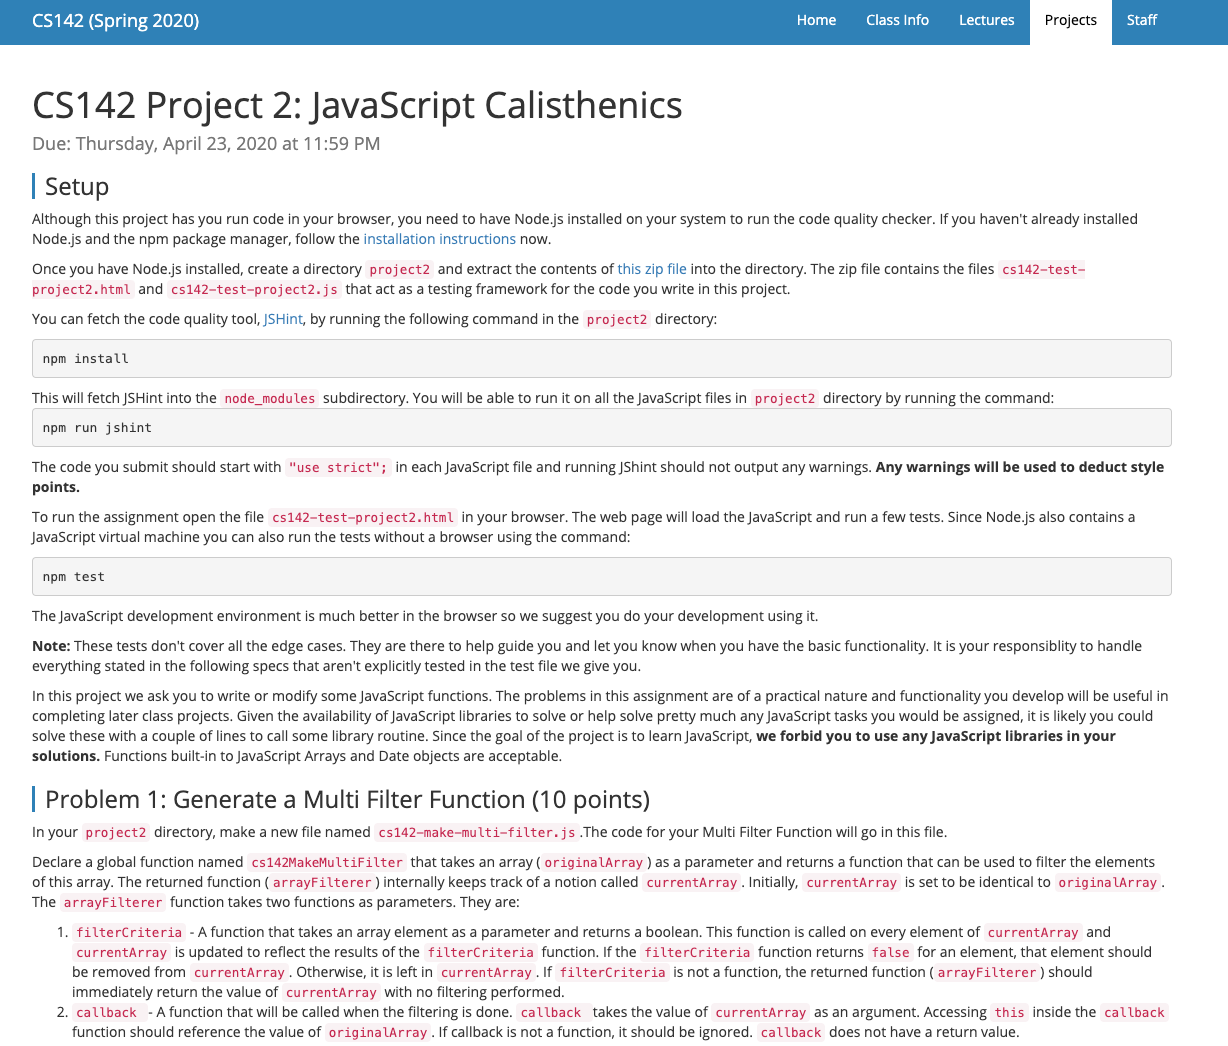 CS142 (Spring 2020)
Home Class Info Lectures Projects Staff
CS142 Project 2: JavaScript Calisthenics
Due: Thursday, April 23, 2020 at 11:59 PM
Setup
Although this project has you run code in your browser, you need to have Node.js installed on your system to run the code quality checker. If you haven't already installed
Node.js and the npm package manager, follow the installation instructions now.
Once you have Node.js installed, create a directory project2 and extract the contents of this zip file into the directory. The zip file contains the files cs142-test-
project2.html and cs142-test-project2.js that act as a testing framework for the code you write in this project.
You can fetch the code quality tool, JSHint, by running the following command in the project2 directory:
npm install
This will fetch JSHint into the node_modules subdirectory. You will be able to run it on all the JavaScript files in project2 directory by running the command:
npm run jshint
The code you submit should start with "use strict"; in each JavaScript file and running JShint should not output any warnings. Any warnings will be used to deduct style
points.
To run the assignment open the file cs142-test-project2.html in your browser. The web page will load the JavaScript and run a few tests. Since Node.js also contains a
JavaScript virtual machine you can also run the tests without a browser using the command:
npm test
The JavaScript development environment is much better in the browser so we suggest you do your development using it.
Note: These tests don't cover all the edge cases. They are there to help guide you and let you know when you have the basic functionality. It is your responsiblity to handle
everything stated in the following specs that aren't explicitly tested in the test file we give you.
In this project we ask you to write or modify some JavaScript functions. The problems in this assignment are of a practical nature and functionality you develop will be useful in
completing later class projects. Given the availability of JavaScript libraries to solve or help solve pretty much any JavaScript tasks you would be assigned, it is likely you could
solve these with a couple of lines to call some library routine. Since the goal of the project is to learn JavaScript, we forbid you to use any JavaScript libraries in your
solutions. Functions built-in to JavaScript Arrays and Date objects are acceptable.
Problem 1: Generate a Multi Filter Function (10 points)
In your project2 directory, make a new file named cs142-make-multi-filter.js .The code for your Multi Filter Function will go in this file.
Declare a global function named cs142MakeMultiFilter that takes an array ( originalArray ) as a parameter and returns a function that can be used to filter the elements
of this array. The returned function ( arrayFilterer ) internally keeps track of a notion called currentArray . Initially, currentArray is set to be identical to originalArray .
The arrayFilterer function takes two functions as parameters. They are:
1. filterCriteria - A function that takes an array element as a parameter and returns a boolean. This function is called on every element of currentArray and
currentArray is updated to reflect the results of the filterCriteria function. If the filterCriteria function returns false for an element, that element should
be removed from currentArray . Otherwise, it is left in currentArray . If filterCriteria is not a function, the returned function ( arrayFilterer ) should
immediately return the value of currentArray with no filtering performed.
2. callback - A function that will be called when the filtering is done. callback takes the value of currentArray as an argument. Accessing this inside the callback
function should reference the value of originalArray . If callback is not a function, it should be ignored. callback does not have a return value.